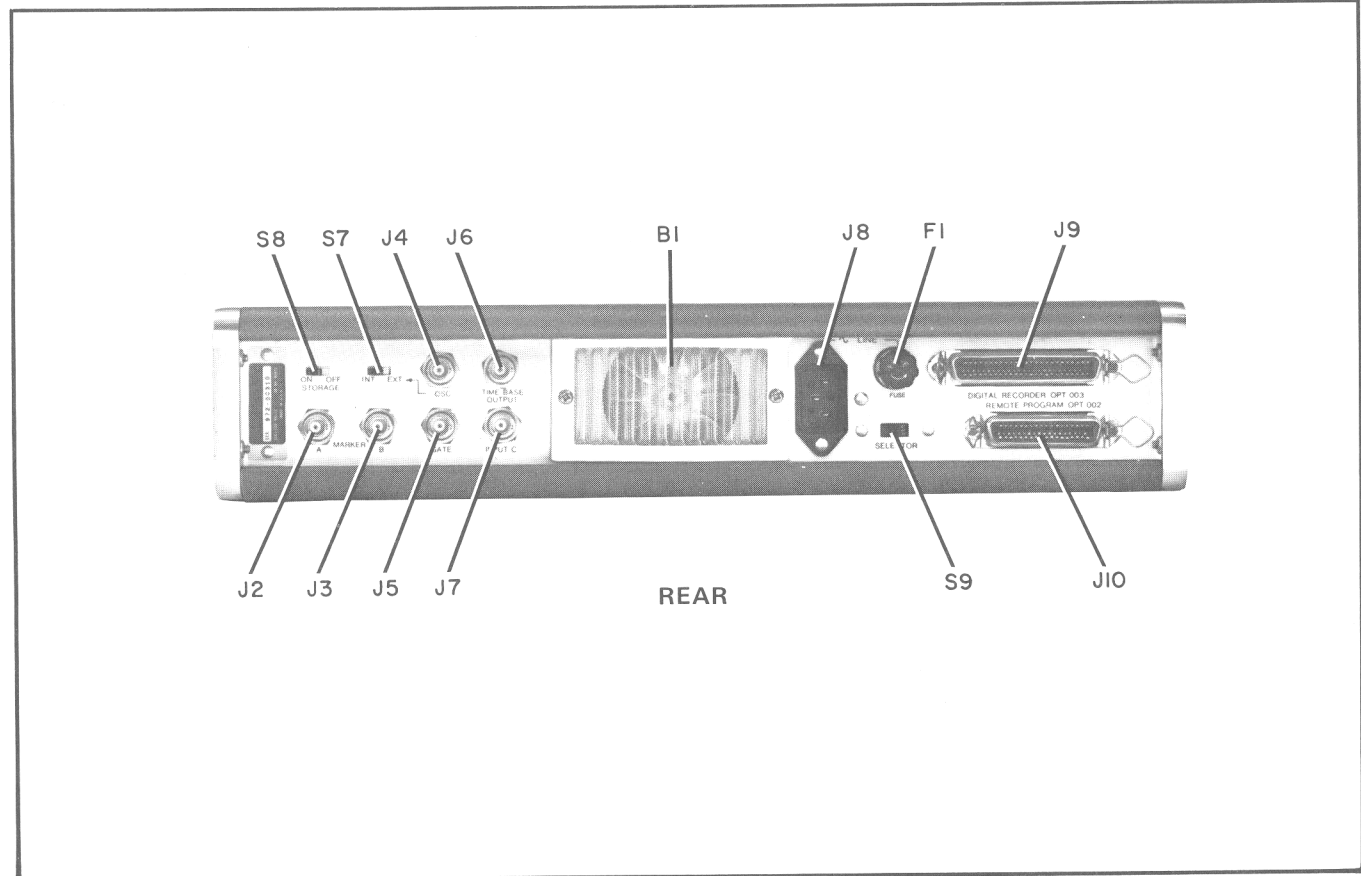 S8 S7 J4 J6 B1 J8 F1 J9
LINE
ON OFF
STORAGE
INT EXT
OSC
TIME BASE
OUTPUT
FUSE
DIGITAL RECORDER OPT 003
REMOTE PROGRAM OPT 002
MARKER
A B GATE INPUT C
SELECTOR
J2 J3 J5 J7 S9 J10
REAR